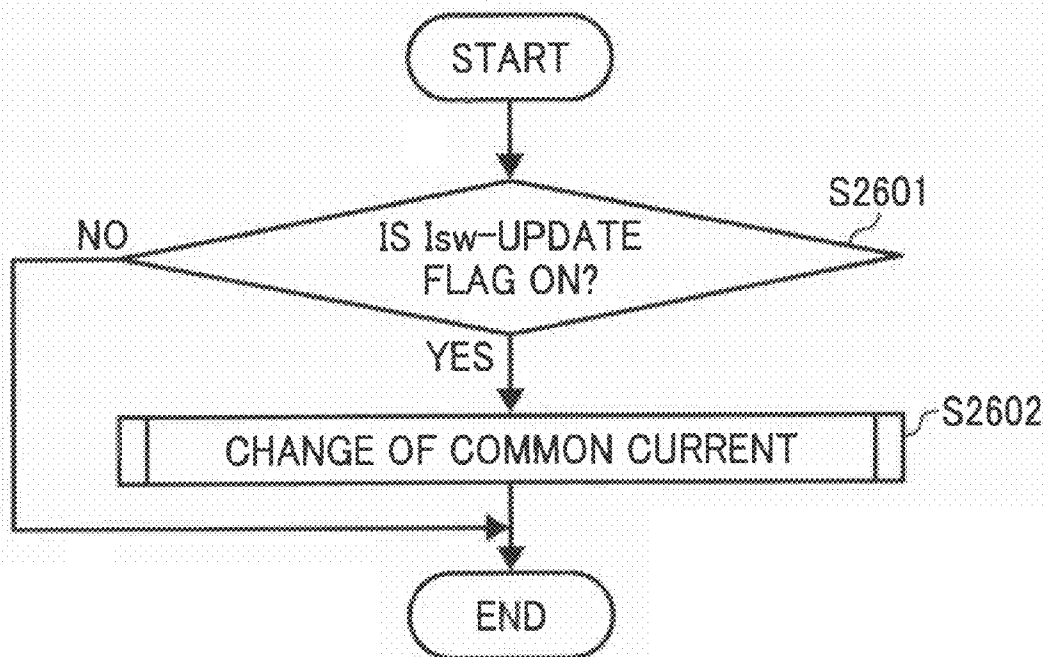 START
S2601
NO
IS Isw-UPDATE
FLAG ON?
YES
CHANGE OF COMMON CURRENT
S2602
END